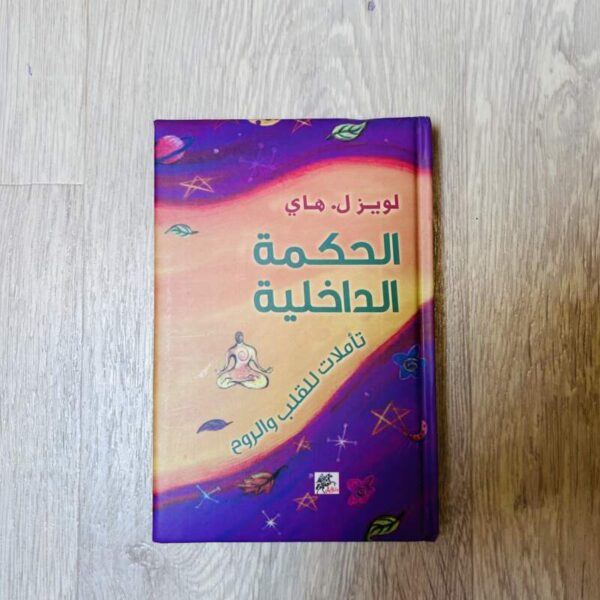 لويز ل. هاي
الحكمة
الداخلية
تأملات للقلب والروح